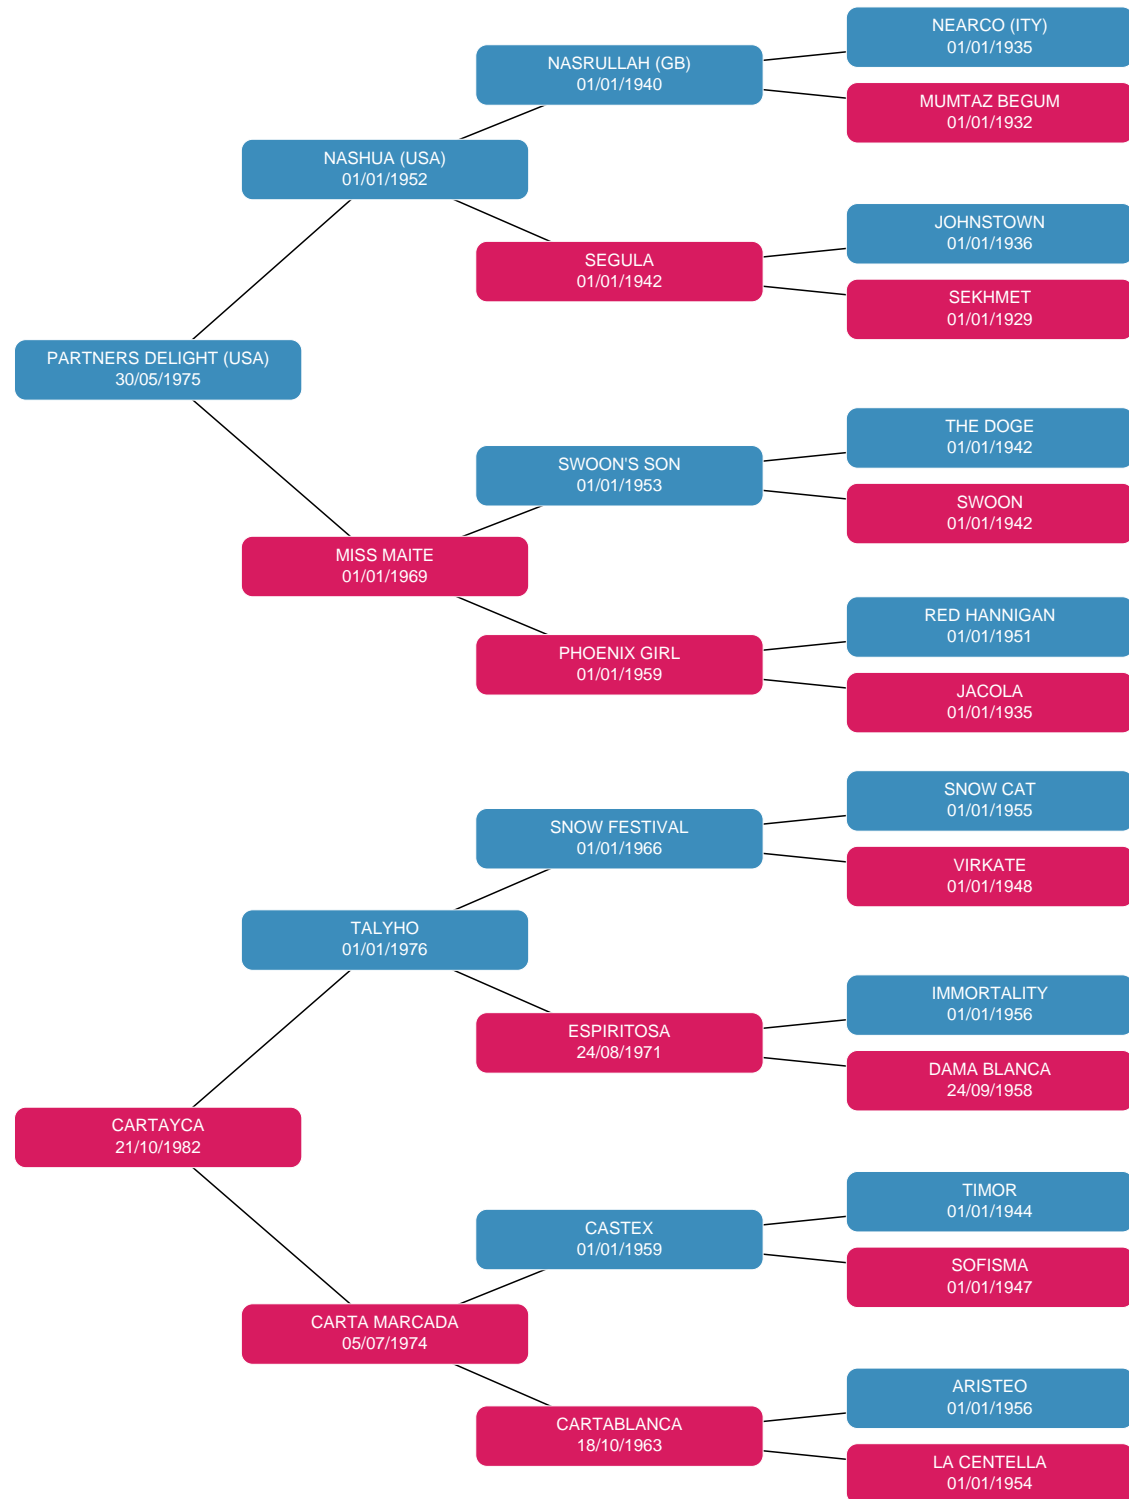 NEARCO (ITY)
01/01/1935
NASRULLAH (GB)
01/01/1940
MUMTAZ BEGUM
01/01/1932
NASHUA (USA)
01/01/1952
JOHNSTOWN
01/01/1936
SEGULA
01/01/1942
SEKHMET
01/01/1929
PARTNERS DELIGHT (USA)
30/05/1975
THE DOGE
01/01/1942
SWOON'S SON
01/01/1953
SWOON
01/01/1942
MISS MAITE
01/01/1969
RED HANNIGAN
01/01/1951
PHOENIX GIRL
01/01/1959
JACOLA
01/01/1935
SNOW CAT
01/01/1955
SNOW FESTIVAL
01/01/1966
VIRKATE
01/01/1948
TALYHO
01/01/1976
IMMORTALITY
01/01/1956
ESPIRITOSA
24/08/1971
DAMA BLANCA
24/09/1958
CARTAYCA
21/10/1982
TIMOR
01/01/1944
CASTEX
01/01/1959
SOFISMA
01/01/1947
CARTA MARCADA
05/07/1974
ARISTEO
01/01/1956
CARTABLANCA
18/10/1963
LA CENTELLA
01/01/1954